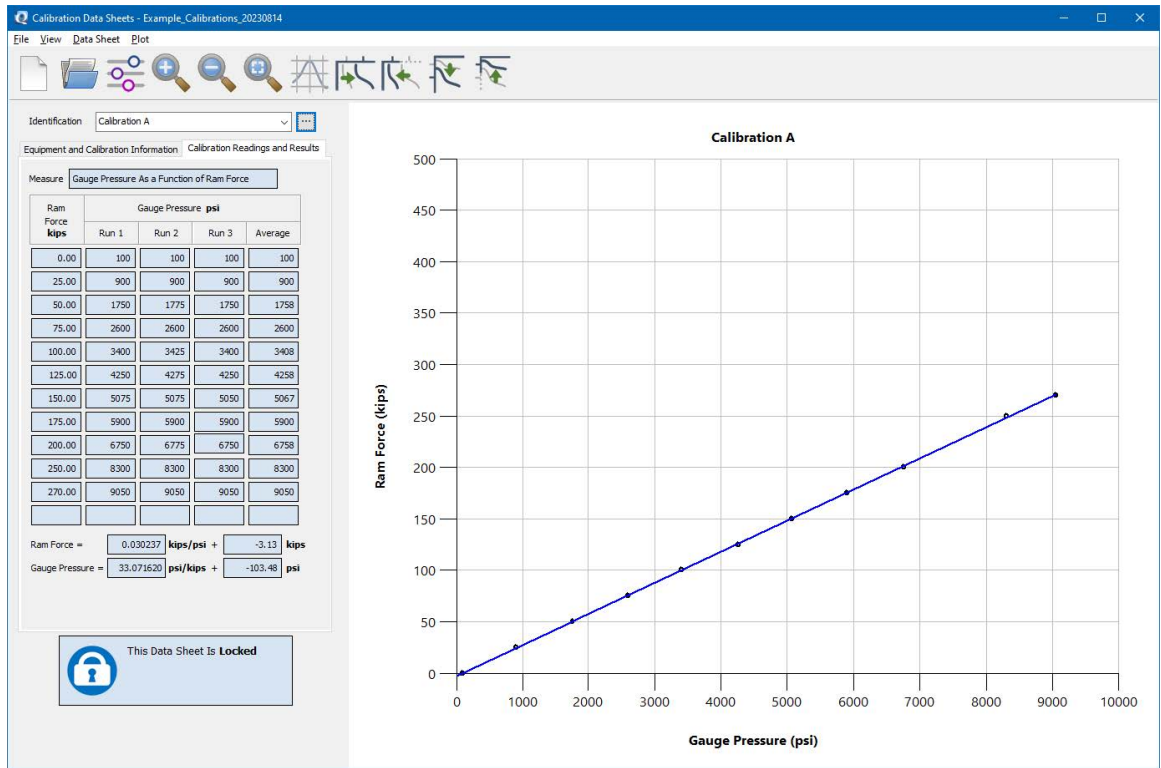 Calibration Data Sheets - Example_Calibrations_20230814
File View Data Sheet Plot
Identification Calibration A ...
Equipment and Calibration Information Calibration Readings and Results
Measure Gauge Pressure As a Function of Ram Force
Ram Force kips Gauge Pressure psi
Run 1 Run 2 Run 3 Average
0.00 100 100 100 100
25.00 900 900 900 900
50.00 1750 1775 1750 1758
75.00 2600 2600 2600 2600
100.00 3400 3425 3400 3408
125.00 4250 4275 4250 4258
150.00 5075 5075 5050 5067
175.00 5900 5900 5900 5900
200.00 6750 6775 6750 6758
250.00 8300 8300 8300 8300
270.00 9050 9050 9050 9050
Ram Force = 0.030237 kips/psi + -3.13 kips
Gauge Pressure = 33.071620 psi/kips + -103.48 psi
This Data Sheet Is Locked
Calibration A
500
450
400
350
300
250
200
150
100
50
0
Ram Force (kips)
0 1000 2000 3000 4000 5000 6000 7000 8000 9000 10000
Gauge Pressure (psi)